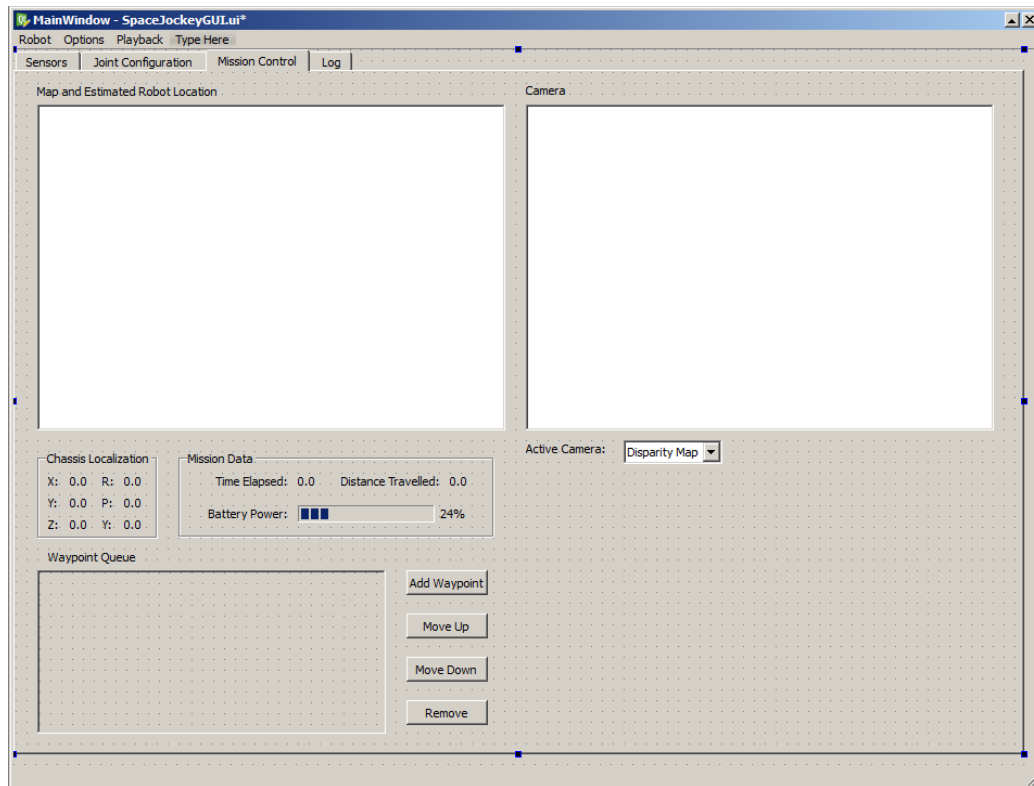 MainWindow - SpaceJockeyGUI.ui*
Robot Options Playback Type Here
Sensors Joint Configuration Mission Control Log
Map and Estimated Robot Location
Camera
Active Camera: Disparity Map
Chassis Localization
X: 0.0 R: 0.0
Y: 0.0 P: 0.0
Z: 0.0 Y: 0.0
Mission Data
Time Elapsed: 0.0 Distance Travelled: 0.0
Battery Power: 24%
Waypoint Queue
Add Waypoint
Move Up
Move Down
Remove